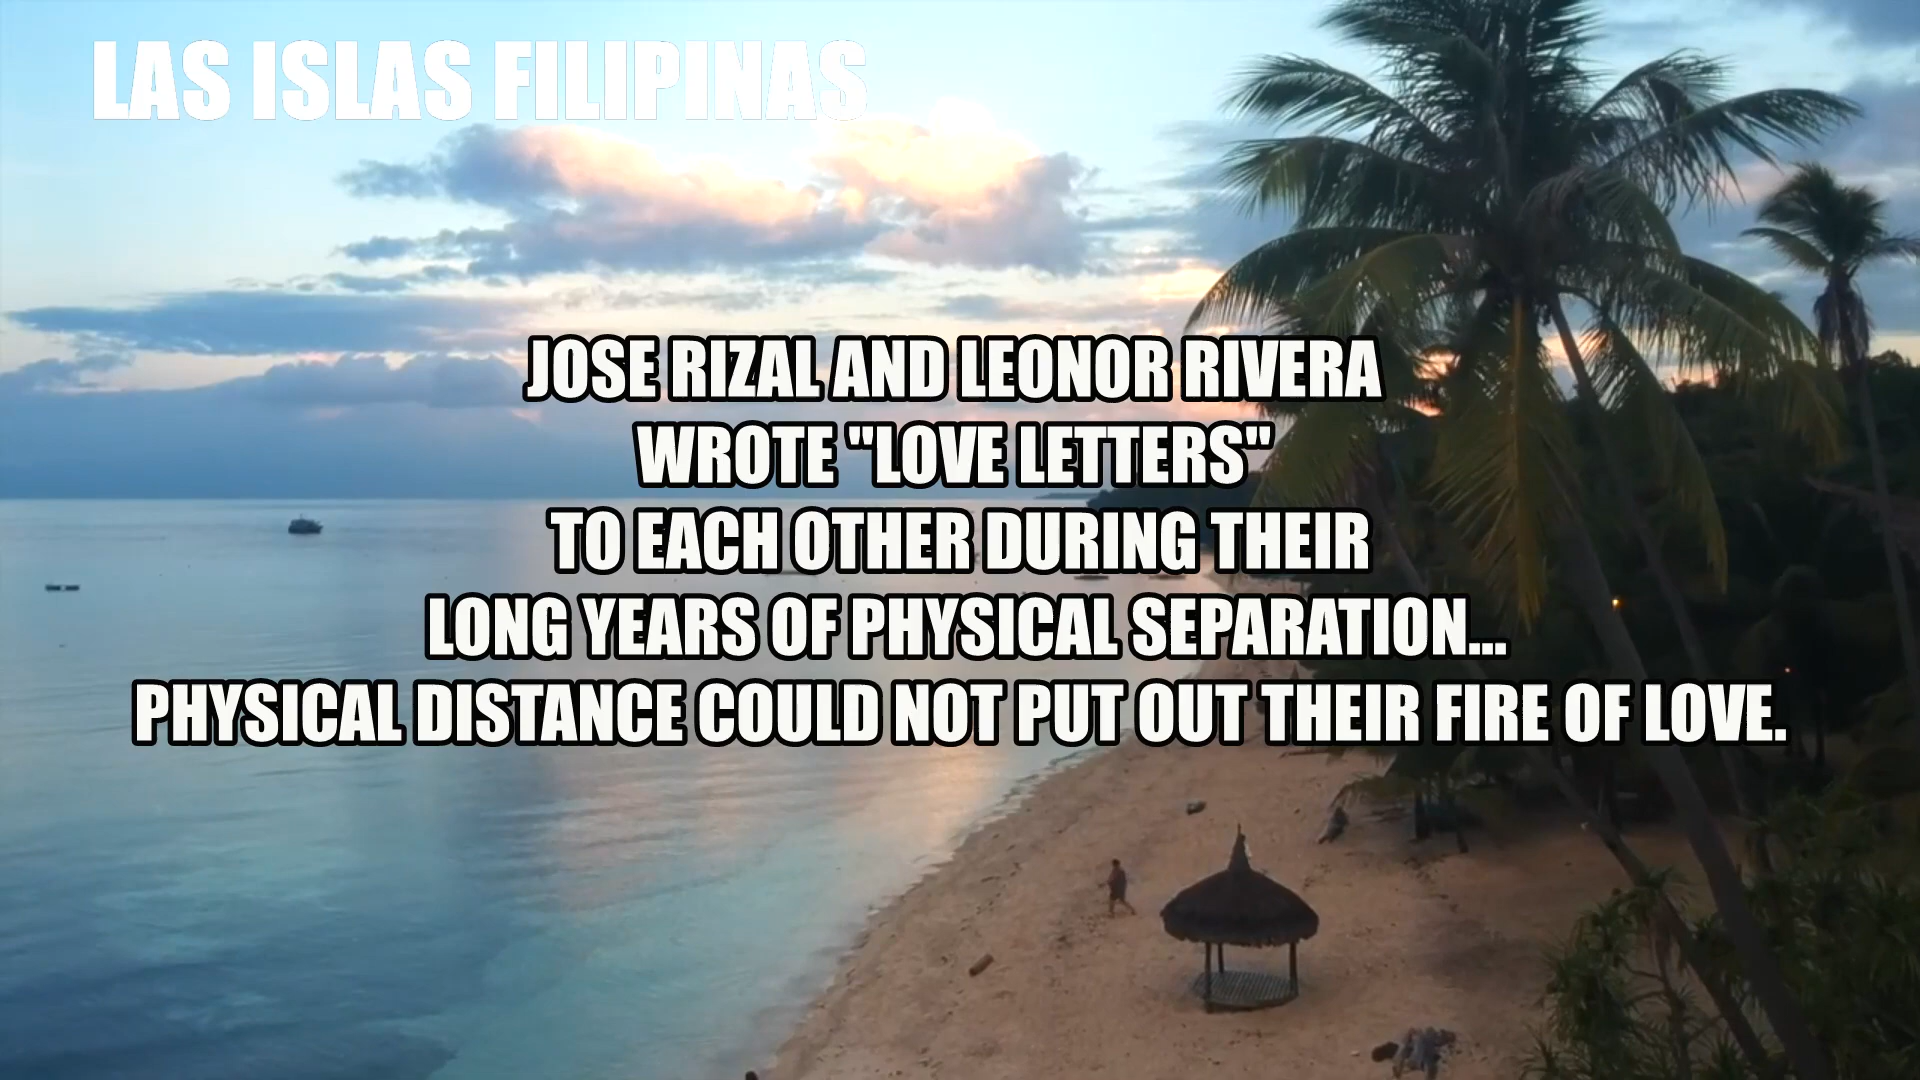 LAS ISLAS FILIPINAS
JOSE RIZAL AND LEONOR RIVERA
WROTE "LOVE LETTERS"
TO EACH OTHER DURING THEIR
LONG YEARS OF PHYSICAL SEPARATION...
PHYSICAL DISTANCE COULD NOT PUT OUT THEIR FIRE OF LOVE.